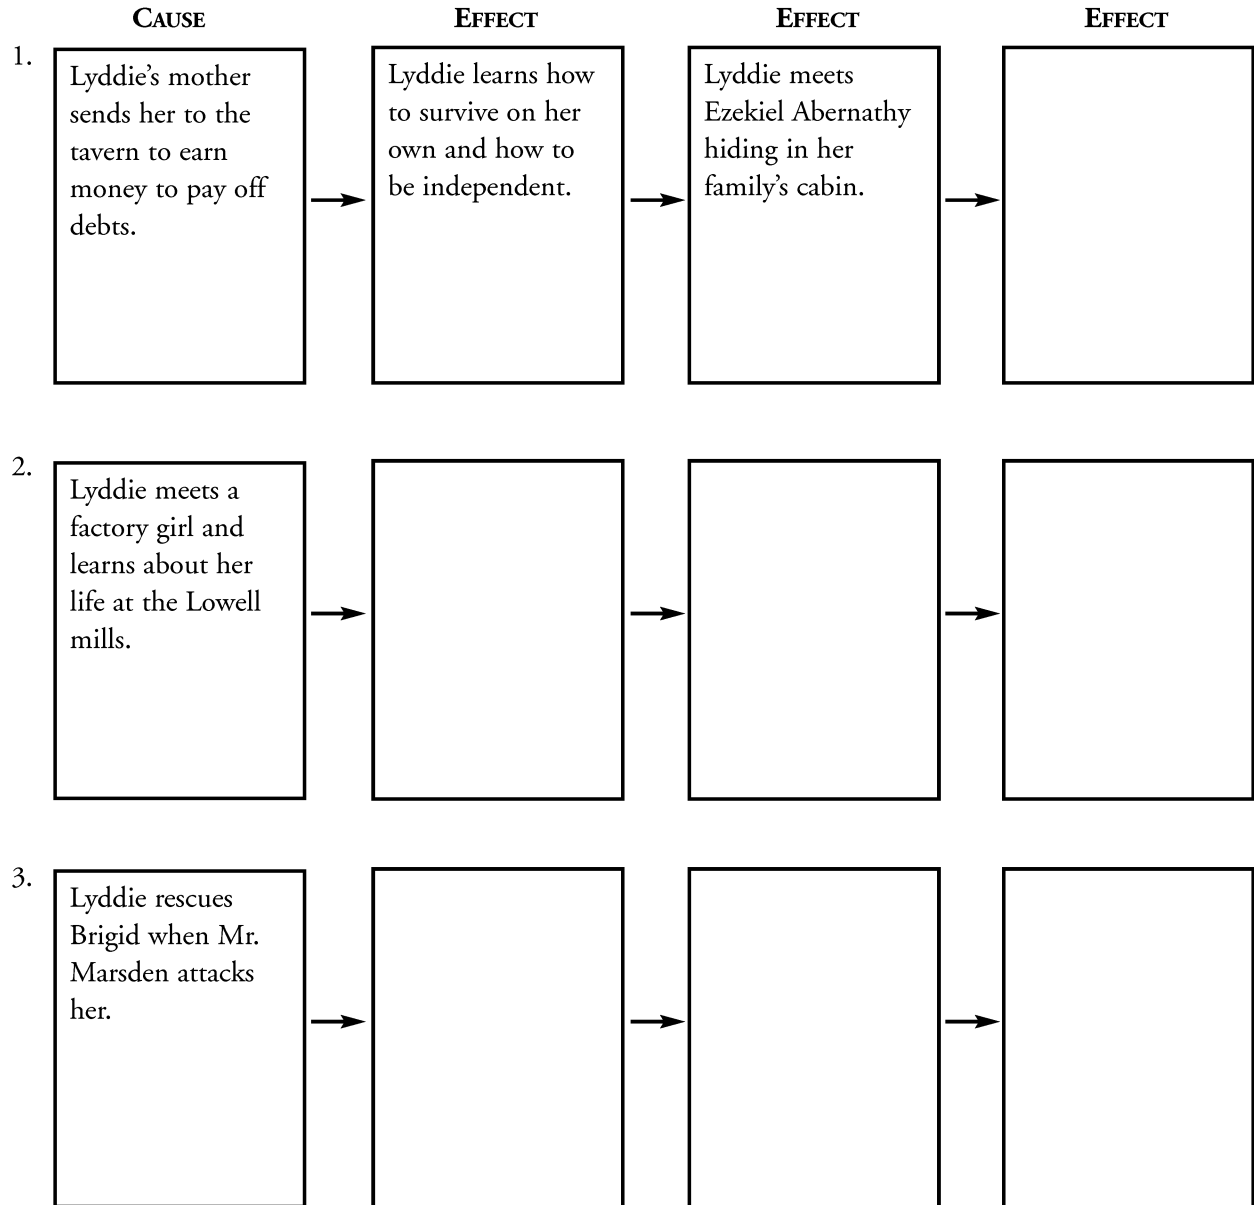 CAUSE EFFECT EFFECT EFFECT
1.
Lyddie's mother
sends her to the
tavern to earn
money to pay off
debts.
Lyddie learns how
to survive on her
own and how to
be independent.
Lyddie meets
Ezekiel Abernathy
hiding in her
family's cabin.
2.
Lyddie meets a
factory girl and
learns about her
life at the Lowell
mills.
3.
Lyddie rescues
Brigid when Mr.
Marsden attacks
her.